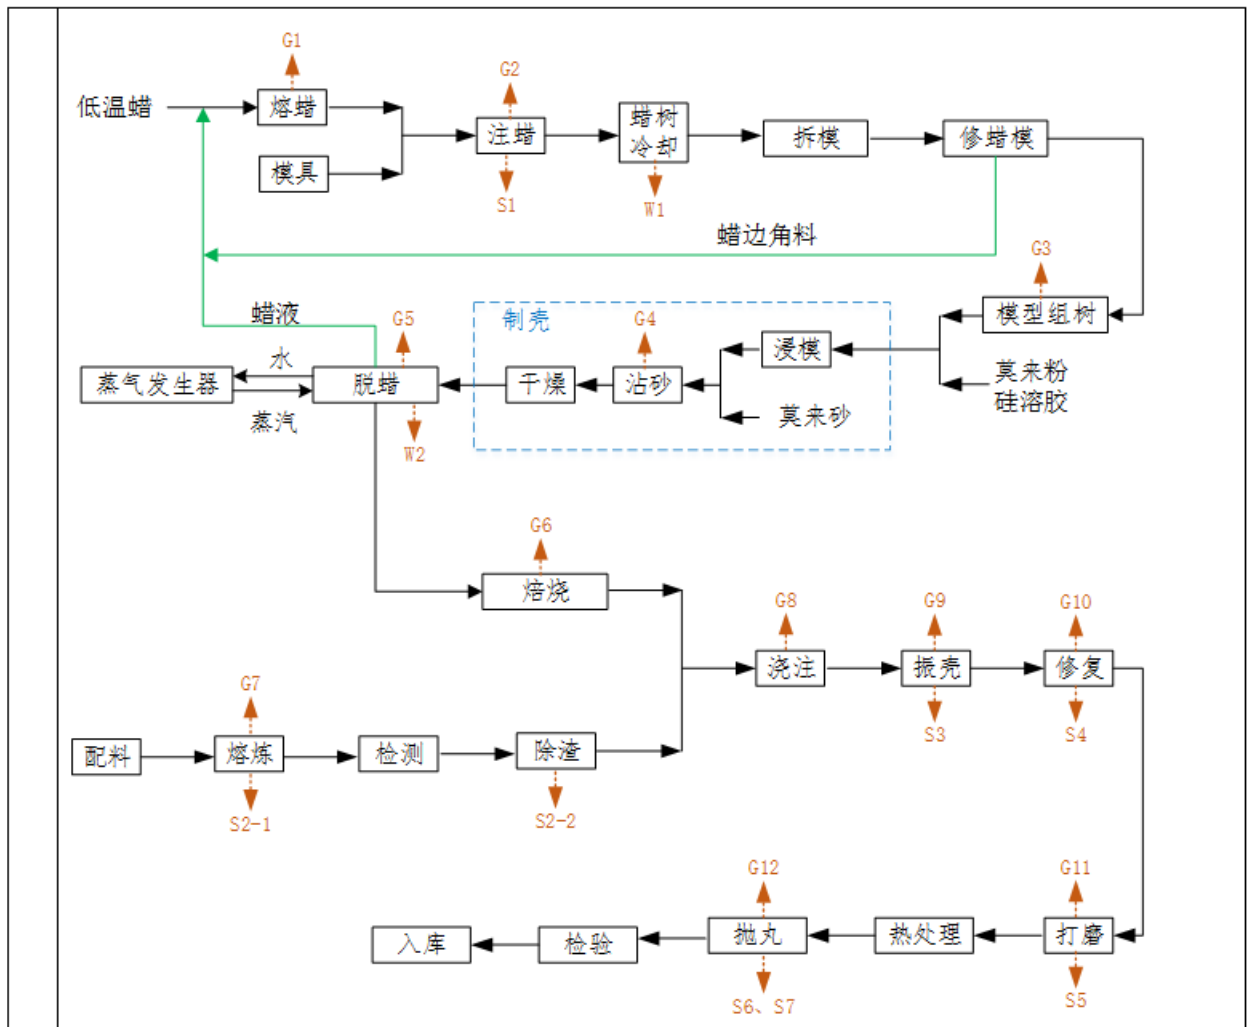 G1
G2
低温蜡
熔蜡
注蜡
蜡树
冷却
拆模
修蜡模
模具
S1
W1
蜡边角料
G3
蜡液
G5
制壳
G4
模型组树
水
浸模
蒸气发生器
脱蜡
干燥
沾砂
莫来粉
硅溶胶
蒸汽
莫来砂
W2
G6
焙烧
G8
G9
G10
浇注
振壳
修复
G7
S3
S4
配料
熔炼
检测
除渣
S2-1
S2-2
G12
G11
入库
检验
抛丸
热处理
打磨
S6、S7
S5